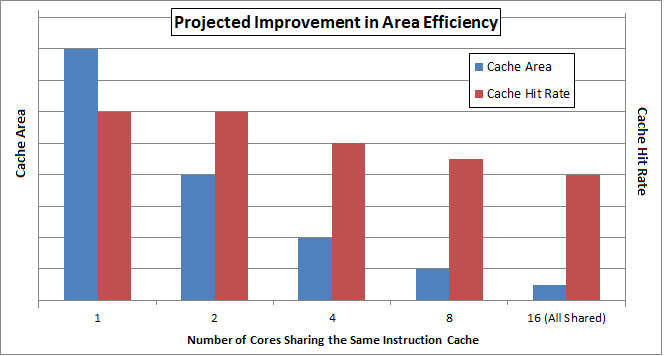 Projected Improvement in Area Efficiency
Cache Area
Cache Hit Rate
Cache Area
Cache Hit Rate
1
2
4
8
16 (All Shared)
Number of Cores Sharing the Same Instruction Cache